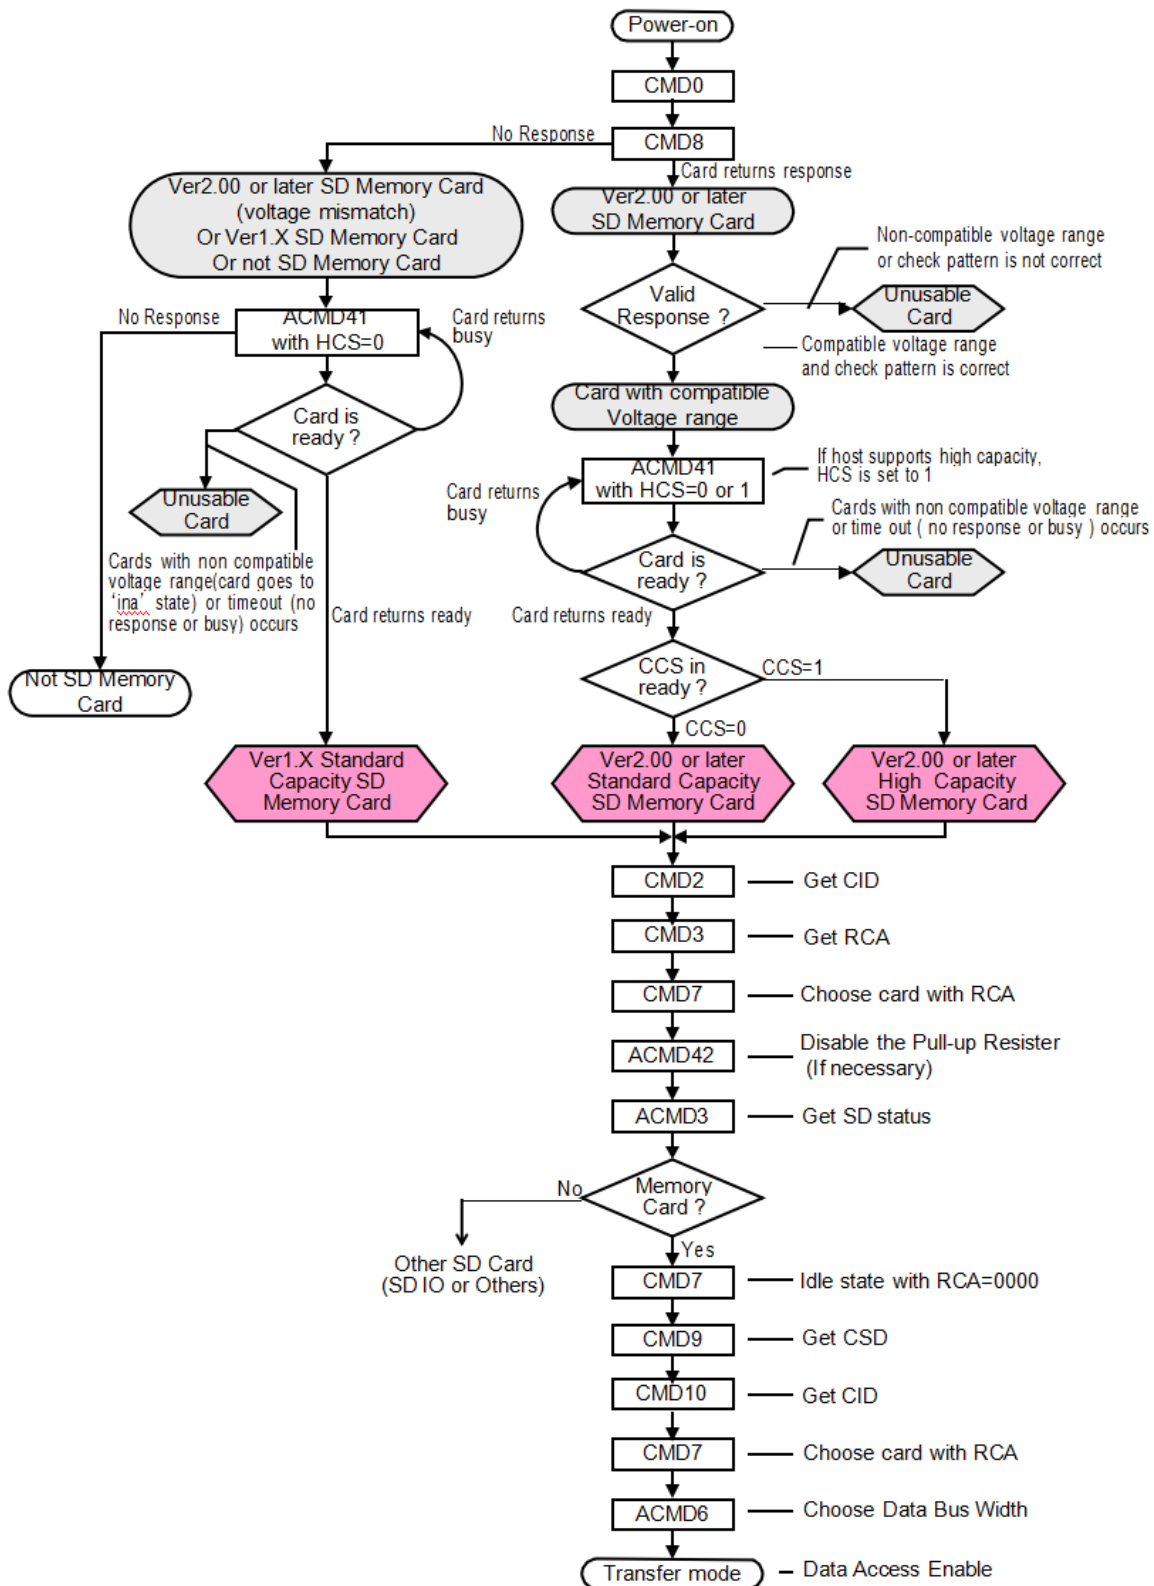 Power-on
CMD0
No Response
CMD8
Card returns response
Ver2.00 or later SD Memory Card
(voltage mismatch)
Or Ver1.X SD Memory Card
Or not SD Memory Card
Ver2.00 or later
SD Memory Card
Non-compatible voltage range
or check pattern is not correct
Valid
Response ?
Unusable
Card
No Response
ACMD41
with HCS=0
Card returns
busy
Compatible voltage range
and check pattern is correct
Card with compatible
Voltage range
Card is
ready ?
ACMD41
with HCS=0 or 1
If host supports high capacity,
HCS is set to 1
Card returns
busy
Unusable
Card
Cards with non compatible voltage range
or time out ( no response or busy ) occurs
Card is
ready ?
Unusable
Card
Cards with non compatible
voltage range(card goes to
‘ina’ state) or timeout (no
response or busy) occurs
Card returns ready
Card returns ready
Not SD Memory
Card
CCS in
ready ?
CCS=1
CCS=0
Ver1.X Standard
Capacity SD
Memory Card
Ver2.00 or later
Standard Capacity
SD Memory Card
Ver2.00 or later
High Capacity
SD Memory Card
CMD2
Get CID
CMD3
Get RCA
CMD7
Choose card with RCA
ACMD42
Disable the Pull-up Resister
(If necessary)
ACMD3
Get SD status
No
Memory
Card ?
Yes
Other SD Card
(SD IO or Others)
CMD7
Idle state with RCA=0000
CMD9
Get CSD
CMD10
Get CID
CMD7
Choose card with RCA
ACMD6
Choose Data Bus Width
Transfer mode
Data Access Enable